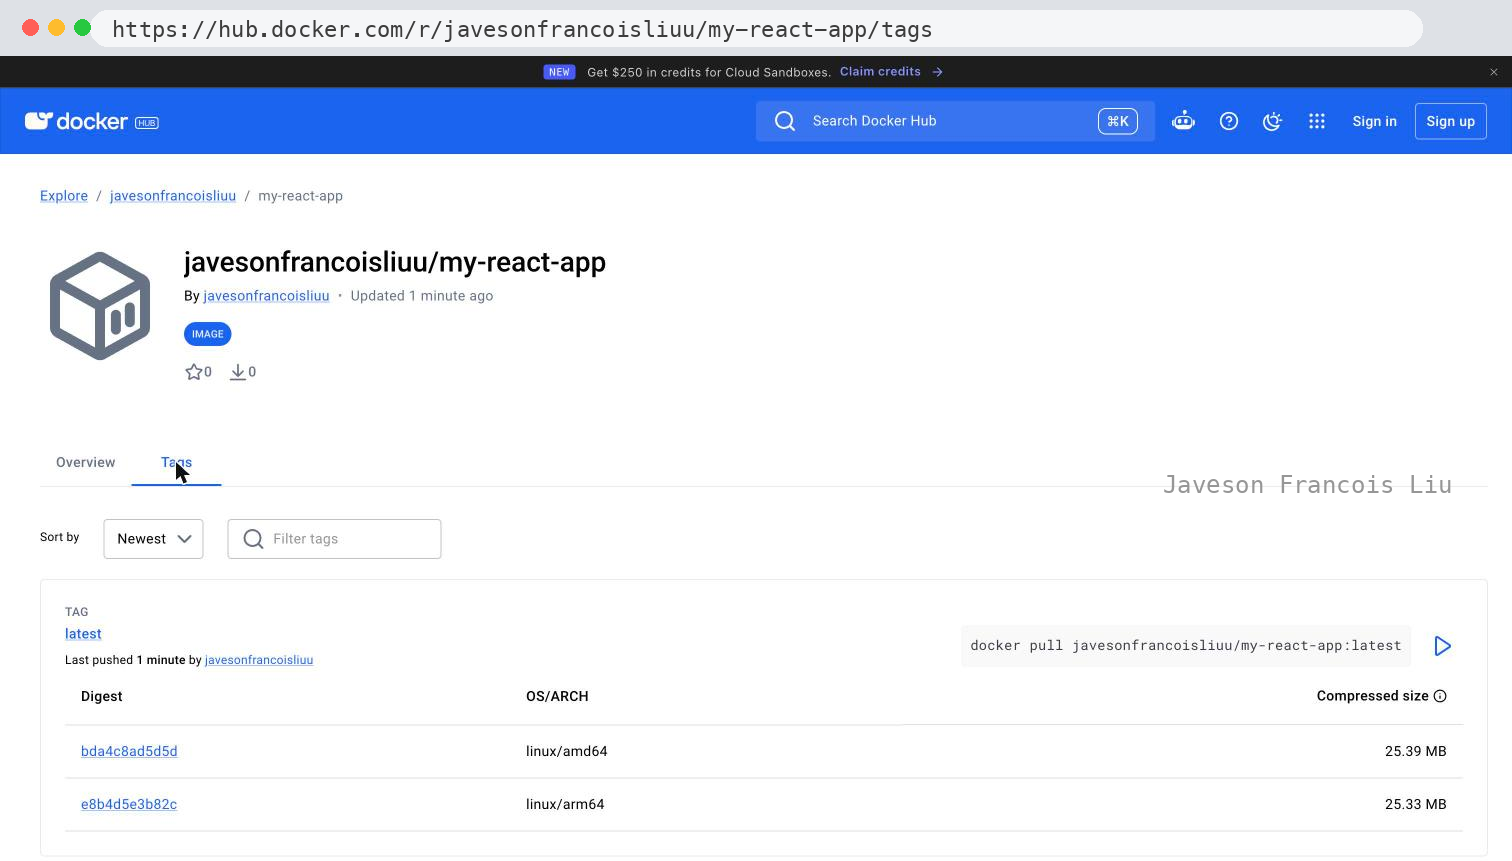 https://hub.docker.com/r/javesonfrancoisliuu/my-react-app/tags
NEW Get $250 in credits for Cloud Sandboxes. Claim credits →
docker HUB Search Docker Hub ⌘K Sign in Sign up
Explore / javesonfrancoisliuu / my-react-app
javesonfrancoisliuu/my-react-app
By javesonfrancoisliuu • Updated 1 minute ago
IMAGE
0 0
Overview Tags
Javeson Francois Liu
Sort by Newest Filter tags
TAG
latest
docker pull javesonfrancoisliuu/my-react-app:latest
Last pushed 1 minute by javesonfrancoisliuu
Digest OS/ARCH Compressed size
bda4c8ad5d5d linux/amd64 25.39 MB
e8b4d5e3b82c linux/arm64 25.33 MB